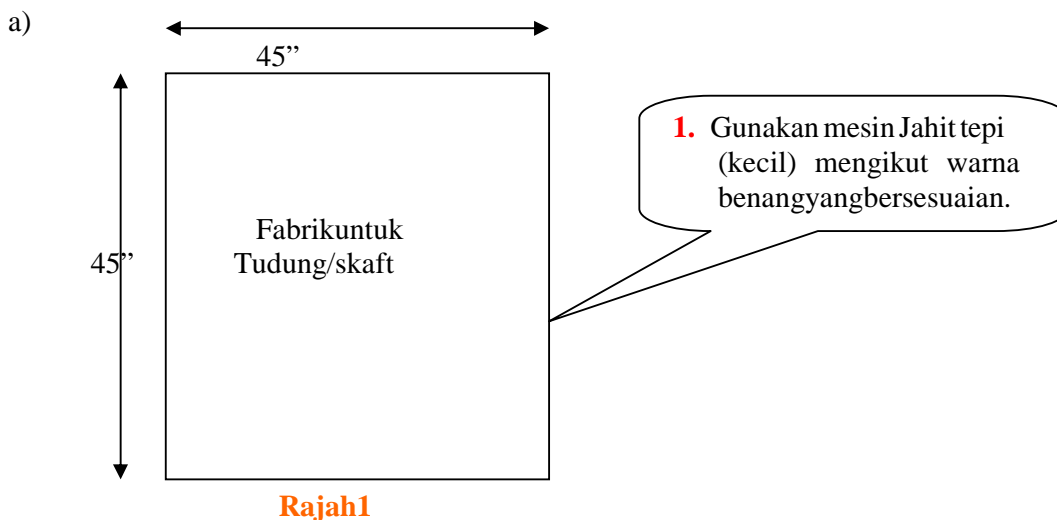 a)
45”
1. Gunakan mesin Jahit tepi
(kecil) mengikut warna
benangyangbersesuaian.
Fabrikuntuk
Tudung/skaft
45”
Rajah1